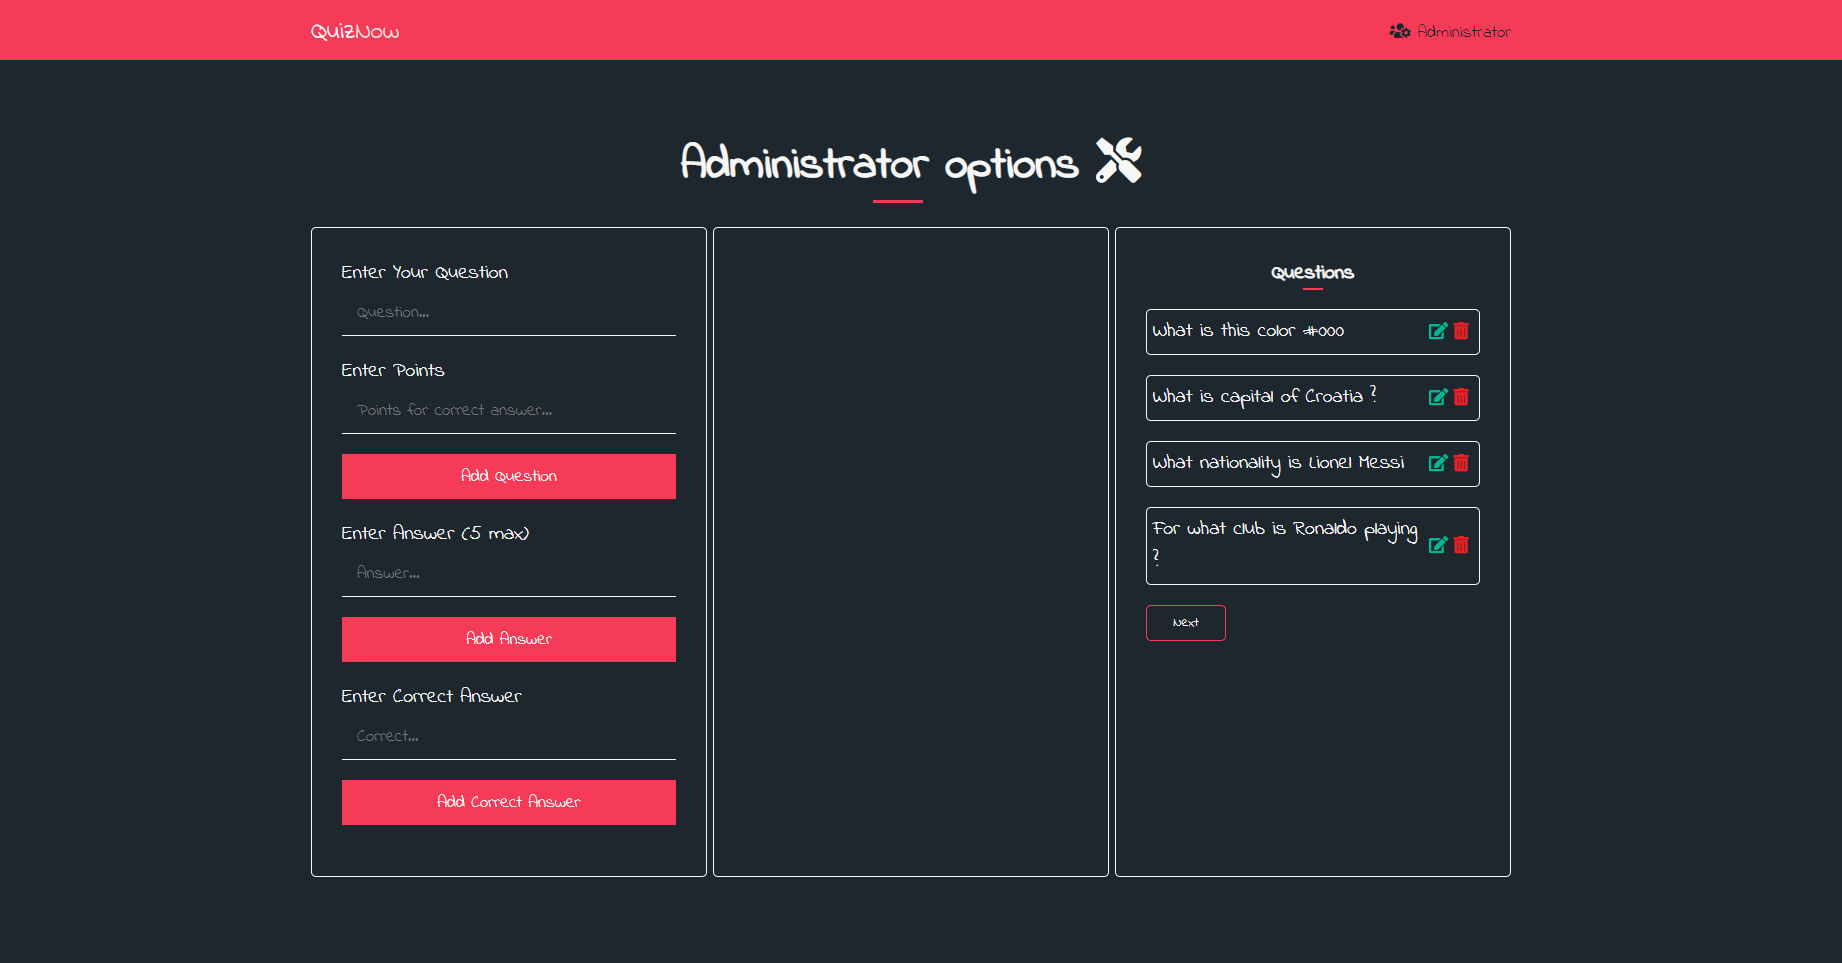 QuizNow
Administrator
Administrator options
Enter Your Question
Question...
Enter Points
Points for correct answer...
Add Question
Enter Answer (5 max)
Answer...
Add Answer
Enter Correct Answer
Correct...
Add Correct Answer
Questions
What is this color #000
What is capital of Croatia ?
What nationality is Lionel Messi
For what club is Ronaldo playing
?
Next